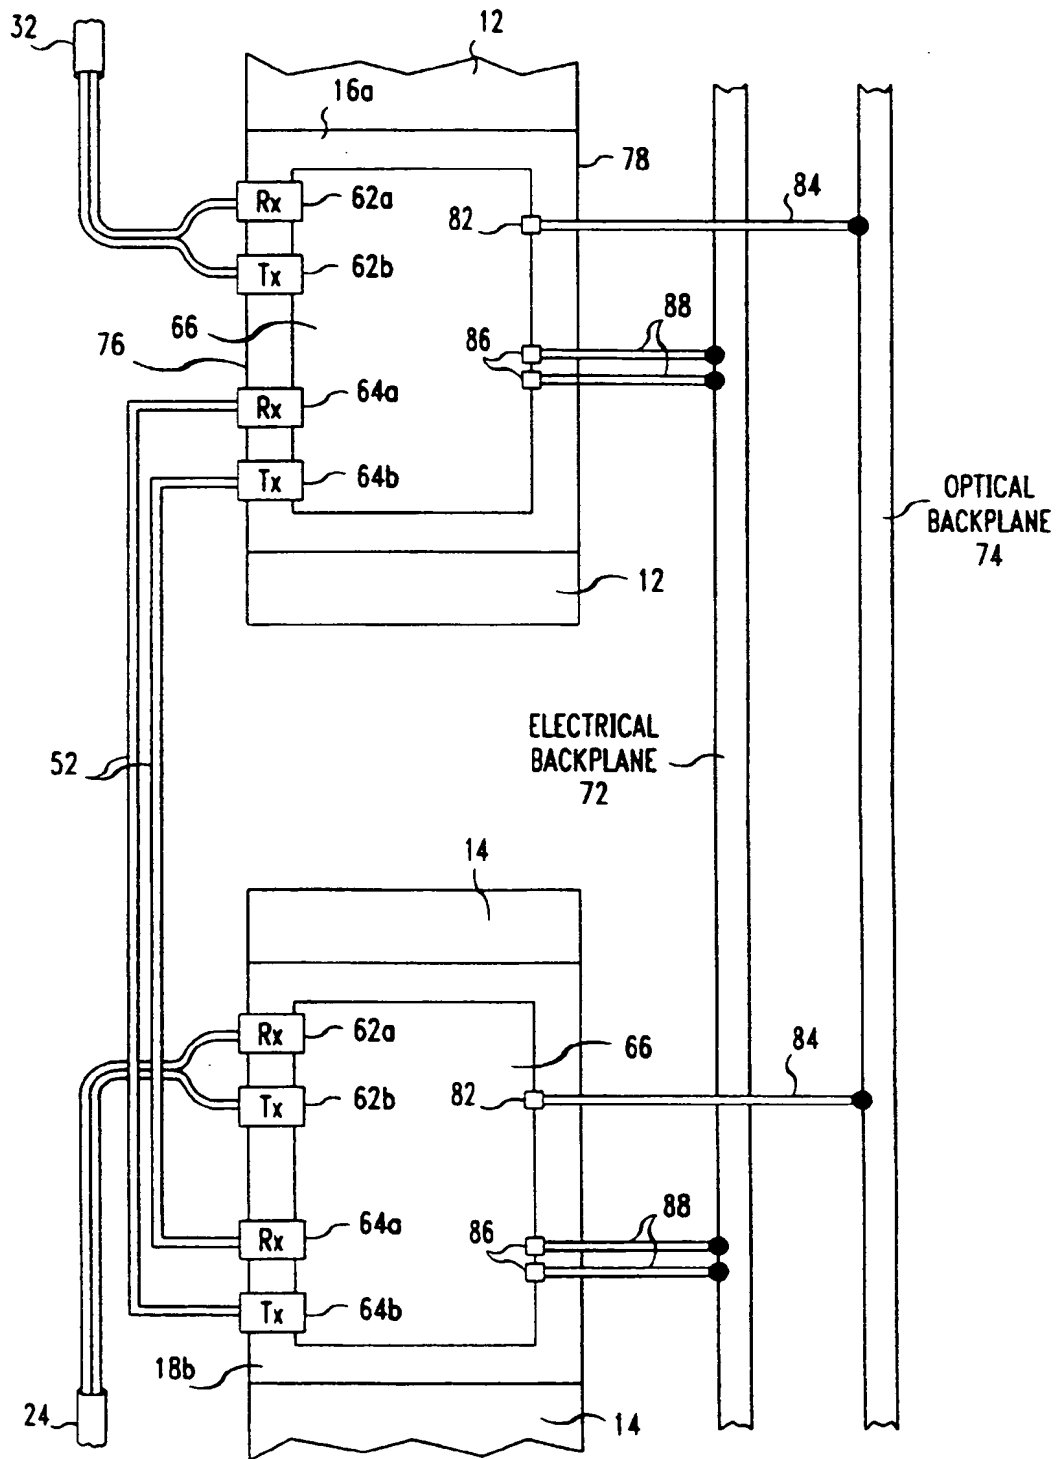 32
12
16a
78
Rx
62a
82
84
Tx
62b
66
76
86
88
Rx
64a
Tx
64b
OPTICAL
BACKPLANE
74
12
52
ELECTRICAL
BACKPLANE
72
14
Rx
62a
66
84
Tx
62b
82
Rx
64a
86
88
Tx
64b
18b
24
14